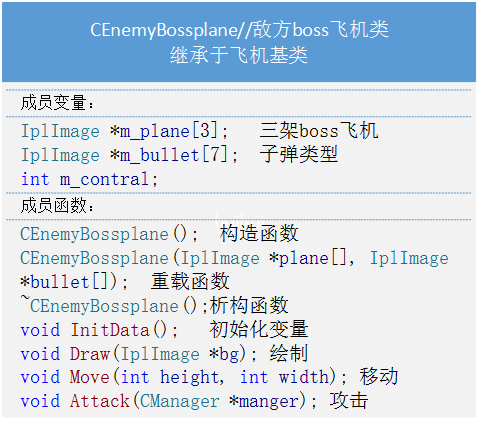 CEnemyBossplane//敌方boss飞机类
继承于飞机基类
成员变量:
IplImage *m_plane[3];   三架boss飞机
IplImage *m_bullet[7];  子弹类型
int m_contral;
成员函数:
CEnemyBossplane();  构造函数
CEnemyBossplane(IplImage *plane[], IplImage
*bullet[]);  重载函数
~CEnemyBossplane();析构函数
void InitData();   初始化变量
void Draw(IplImage *bg); 绘制
void Move(int height, int width); 移动
void Attack(CManager *manger); 攻击